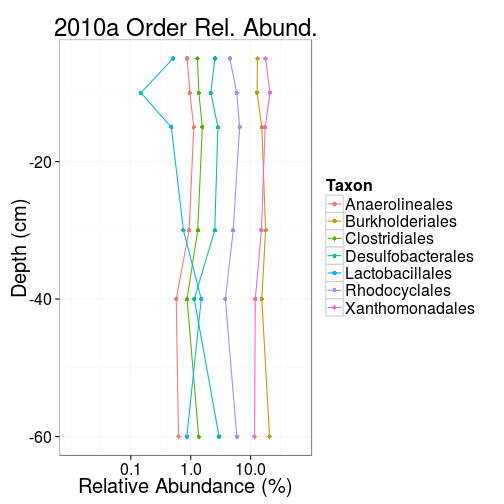 2010a Order Rel. Abund.
-20
-40
-60
Depth (cm)
0.1 1.0 10.0
Relative Abundance (%)
Taxon
Anaerolineales
Burkholderiales
Clostridiales
Desulfobacterales
Lactobacillales
Rhodocyclales
Xanthomonadales